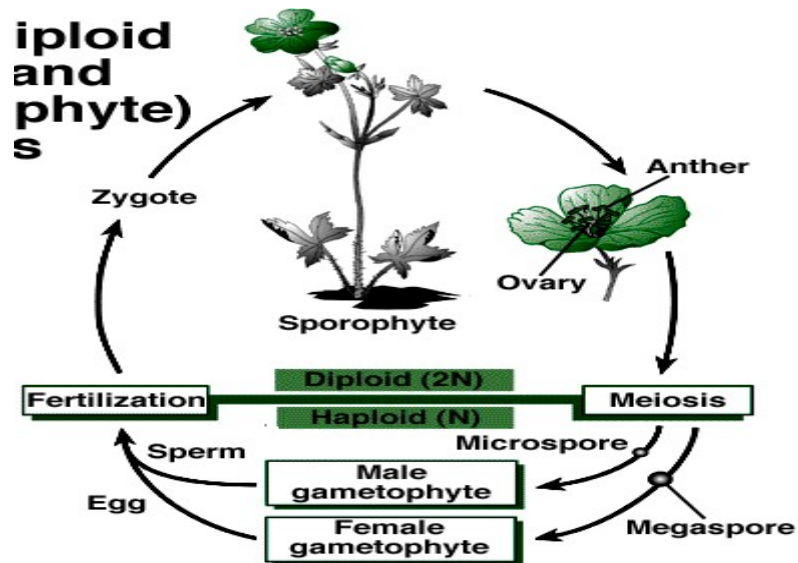 iploid
and
phyte)
s
Zygote
Anther
Ovary
Sporophyte
Diploid (2N)
Fertilization
Meiosis
Haploid (N)
Microspore
Sperm
Male
gametophyte
Egg
Female
gametophyte
Megaspore